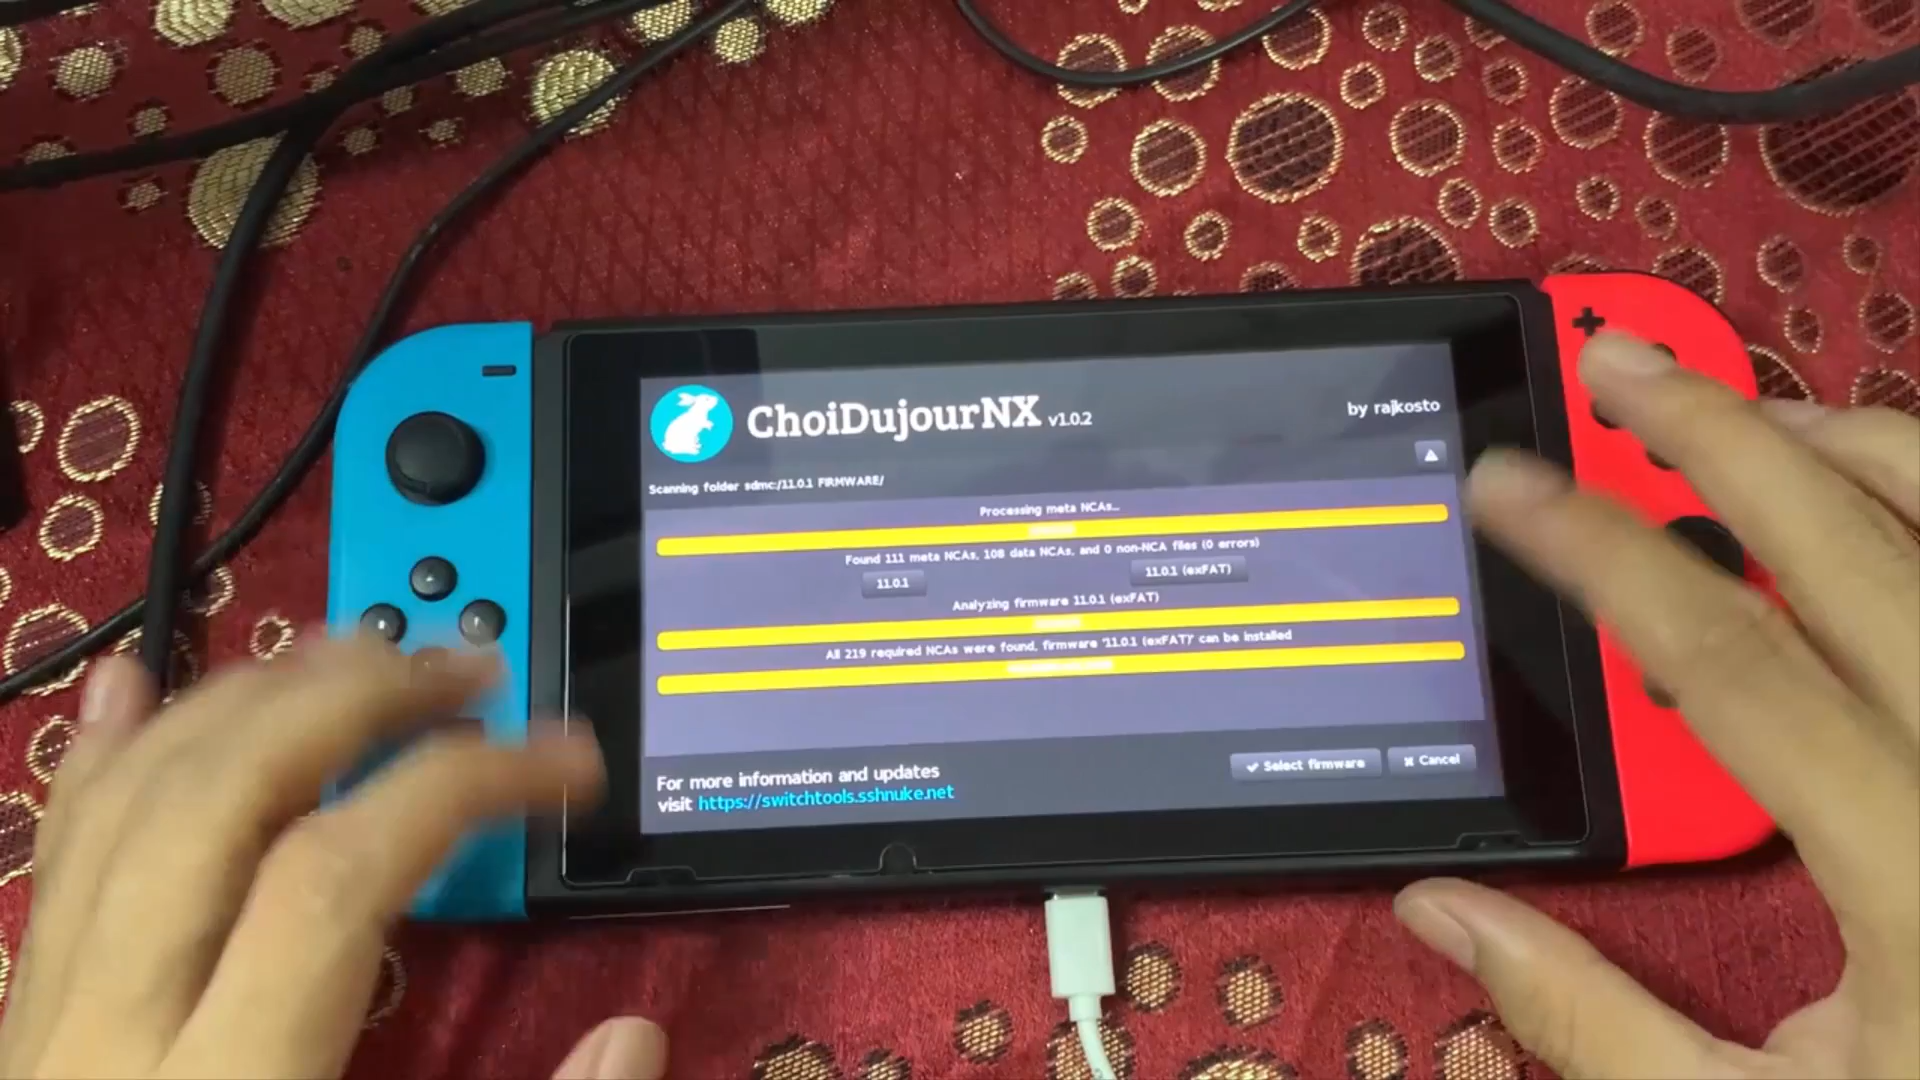 ChoiDujourNX v1.0.2
by rajkosto
Scanning folder sdmc:/11.0.1 FIRMWARE/
Processing meta NCAs...
Found 111 meta NCAs, 108 data NCAs, and 0 non-NCA files (0 errors)
11.0.1
11.0.1 (exFAT)
Analyzing firmware 11.0.1 (exFAT)
All 219 required NCAs were found, firmware '11.0.1 (exFAT)' can be installed
For more information and updates
visit https://switchtools.sshnuke.net
Select firmware
Cancel